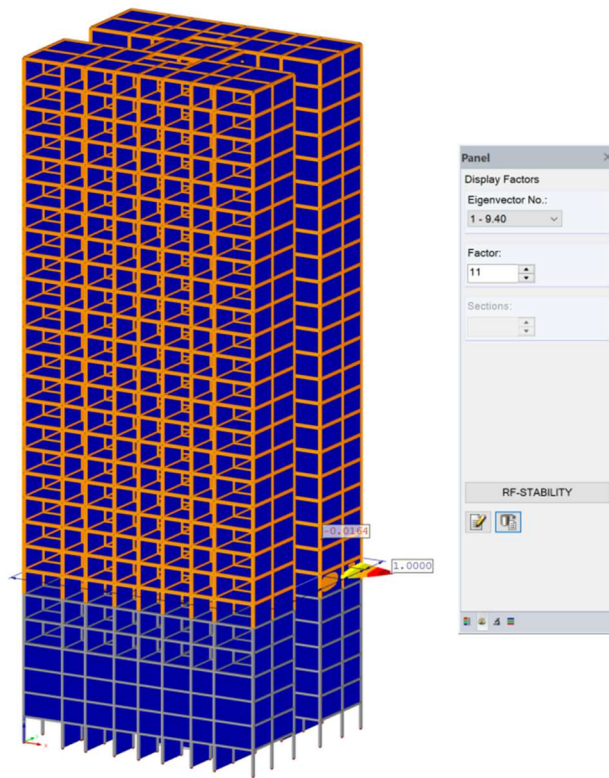 Panel
Display Factors
Eigenvector No.:
1 - 9.40
Factor:
11
Sections:
RF-STABILITY
-0.0164
1.0000